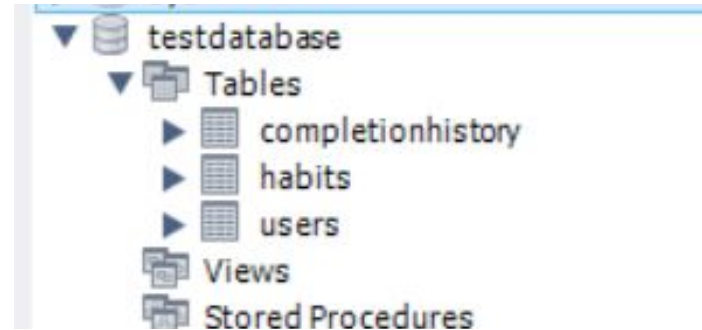 testdatabase
Tables
completionhistory
habits
users
Views
Stored Procedures